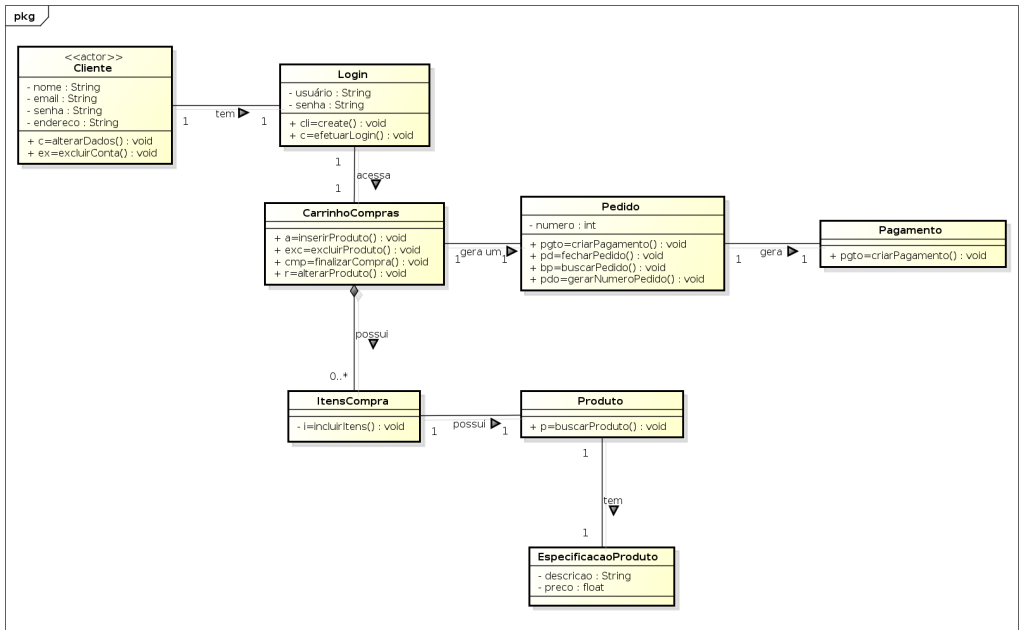 pkg
<<actor>>
Cliente
- nome : String
- email : String
- senha : String
- endereco : String
+ c=alterarDados() : void
+ ex=excluirConta() : void
tem
1
1
Login
- usuário : String
- senha : String
+ cli=create() : void
+ c=efetuarLogin() : void
1
acessa
1
CarrinhoCompras
+ a=inserirProduto() : void
+ exc=excluirProduto() : void
+ cmp=finalizarCompra() : void
+ r=alterarProduto() : void
gera um
1
1
Pedido
- numero : int
+ pgto=criarPagamento() : void
+ pd=fecharPedido() : void
+ bp=buscarPedido() : void
+ pdo=gerarNumeroPedido() : void
gera
1
1
Pagamento
+ pgto=criarPagamento() : void
possui
0..*
ItensCompra
- i=incluirItens() : void
possui
1
1
Produto
+ p=buscarProduto() : void
1
tem
1
EspecificacaoProduto
- descricao : String
- preco : float